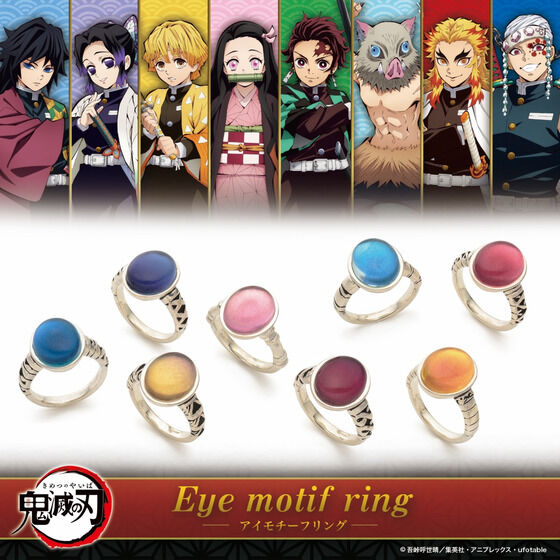 きめつのやいば
鬼滅の刃
Eye motif ring
アイモチーフリング
© 吾峠呼世晴／集英社・アニプレックス・ufotable